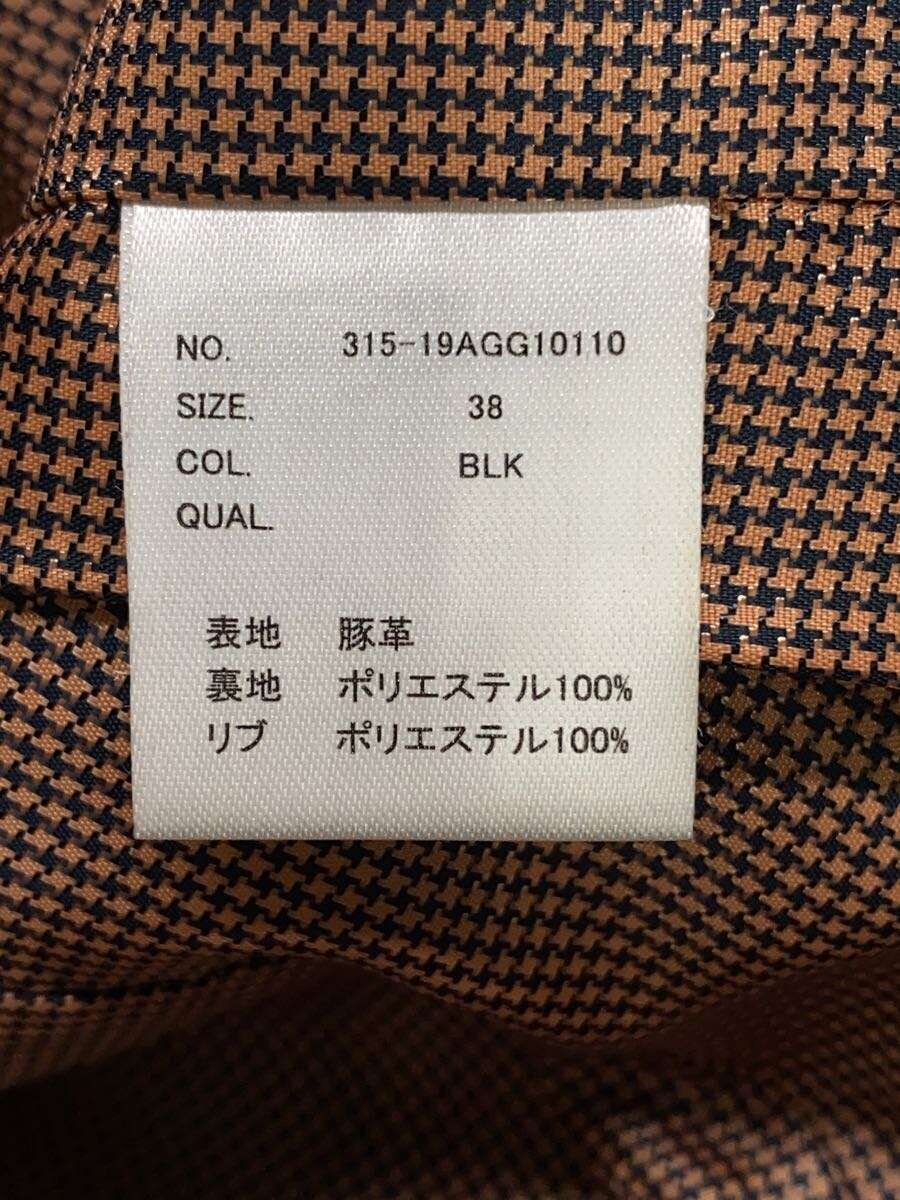 NO. 315-19AGG10110
SIZE. 38
COL. BLK
QUAL.
表地 豚革
裏地 ポリエステル100%
リブ ポリエステル100%